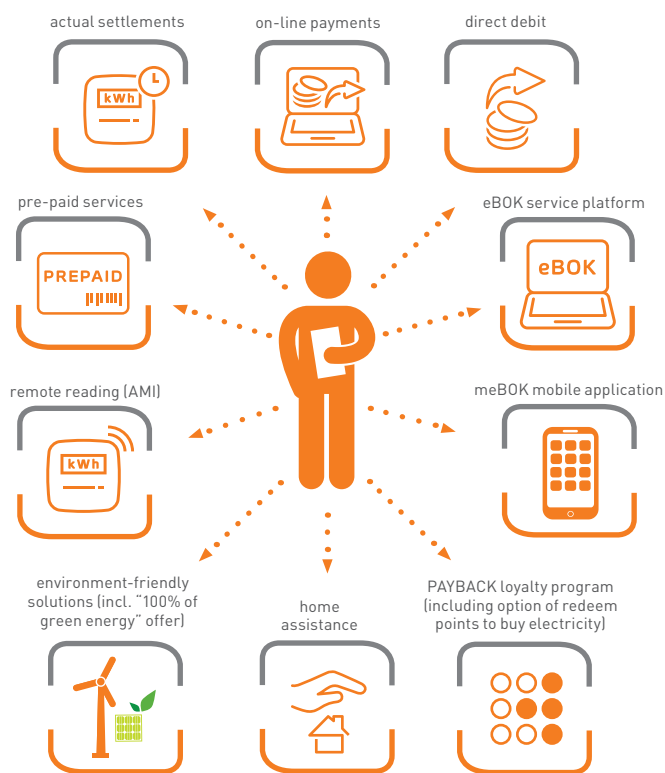 actual settlements
on-line payments
direct debit
kWh
pre-paid services
eBOK service platform
PREPAID
eBOK
remote reading (AMI)
meBOK mobile application
kWh
environment-friendly
solutions (incl. “100% of
green energy” offer)
home
assistance
PAYBACK loyalty program
(including option of redeem
points to buy electricity)